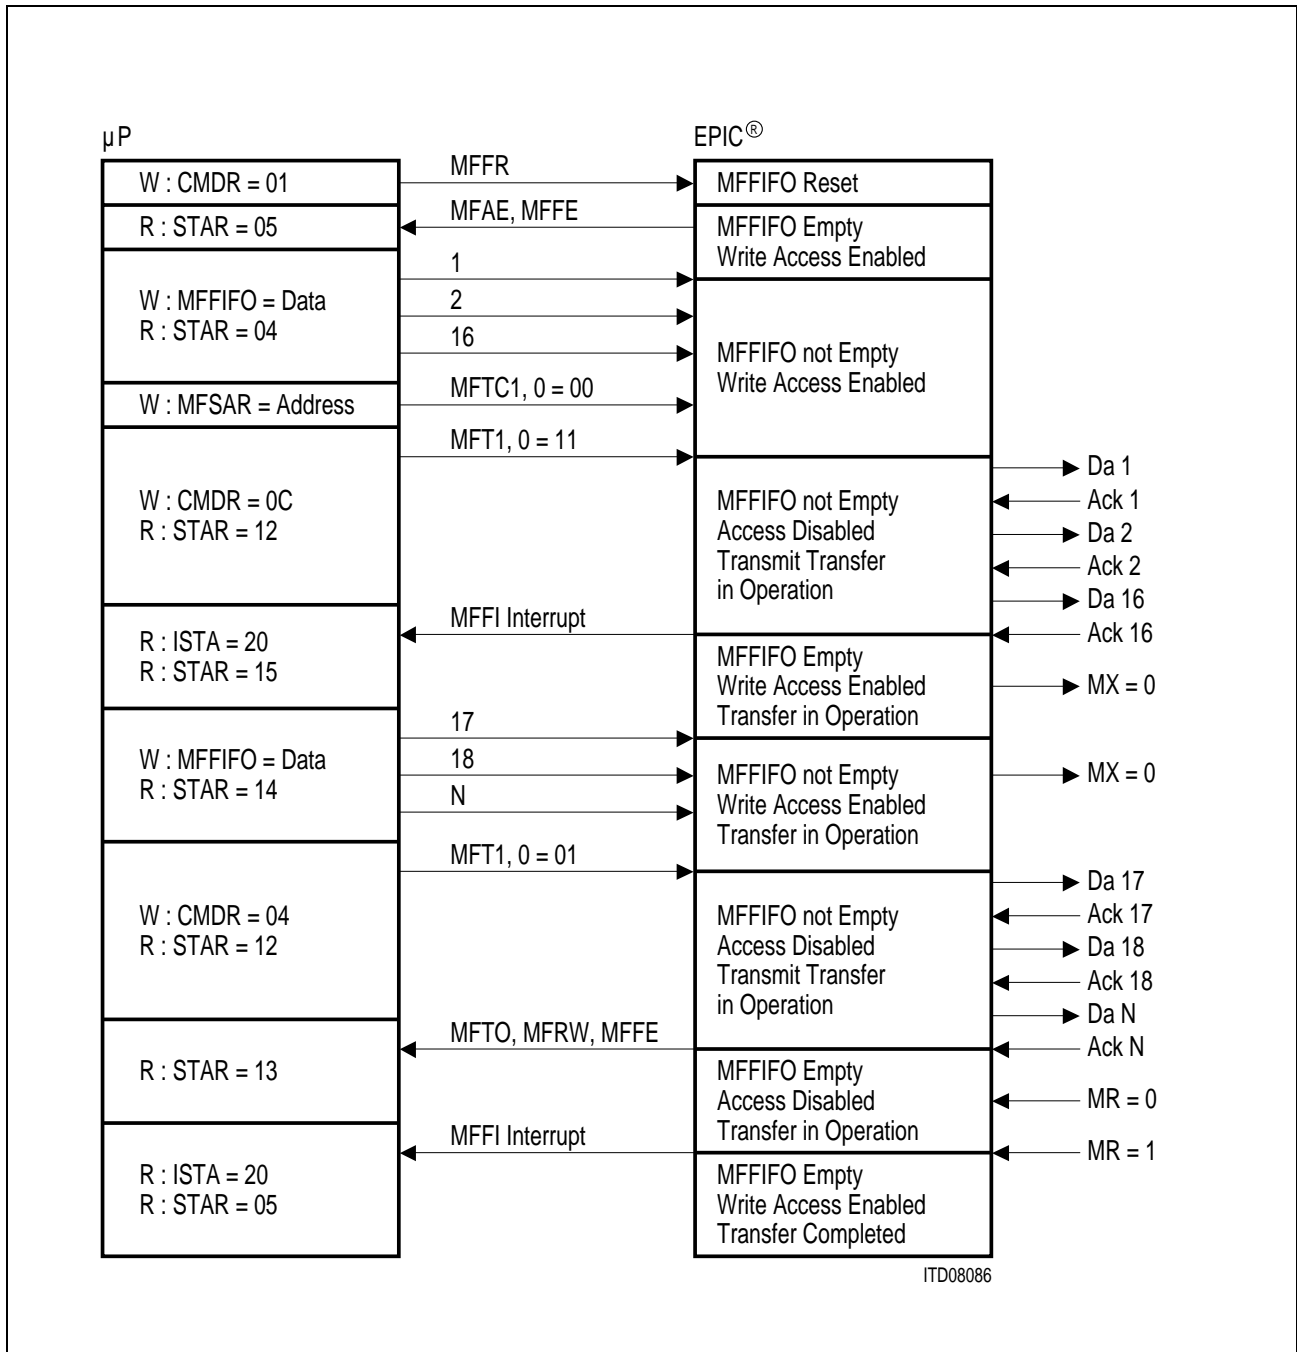 µP
EPIC®
W : CMDR = 01
MFFR
MFFIFO Reset
R : STAR = 05
MFAE, MFFE
MFFIFO Empty
Write Access Enabled
W : MFFIFO = Data
R : STAR = 04
1
2
16
MFFIFO not Empty
Write Access Enabled
W : MFSAR = Address
MFTC1, 0 = 00
W : CMDR = 0C
R : STAR = 12
MFT1, 0 = 11
MFFIFO not Empty
Access Disabled
Transmit Transfer
in Operation
Da 1
Ack 1
Da 2
Ack 2
Da 16
Ack 16
R : ISTA = 20
R : STAR = 15
MFFI Interrupt
MFFIFO Empty
Write Access Enabled
Transfer in Operation
MX = 0
W : MFFIFO = Data
R : STAR = 14
17
18
N
MFFIFO not Empty
Write Access Enabled
Transfer in Operation
MX = 0
W : CMDR = 04
R : STAR = 12
MFT1, 0 = 01
MFFIFO not Empty
Access Disabled
Transmit Transfer
in Operation
Da 17
Ack 17
Da 18
Ack 18
Da N
Ack N
R : STAR = 13
MFTO, MFRW, MFFE
MFFIFO Empty
Access Disabled
Transfer in Operation
MR = 0
MR = 1
R : ISTA = 20
R : STAR = 05
MFFI Interrupt
MFFIFO Empty
Write Access Enabled
Transfer Completed
ITD08086